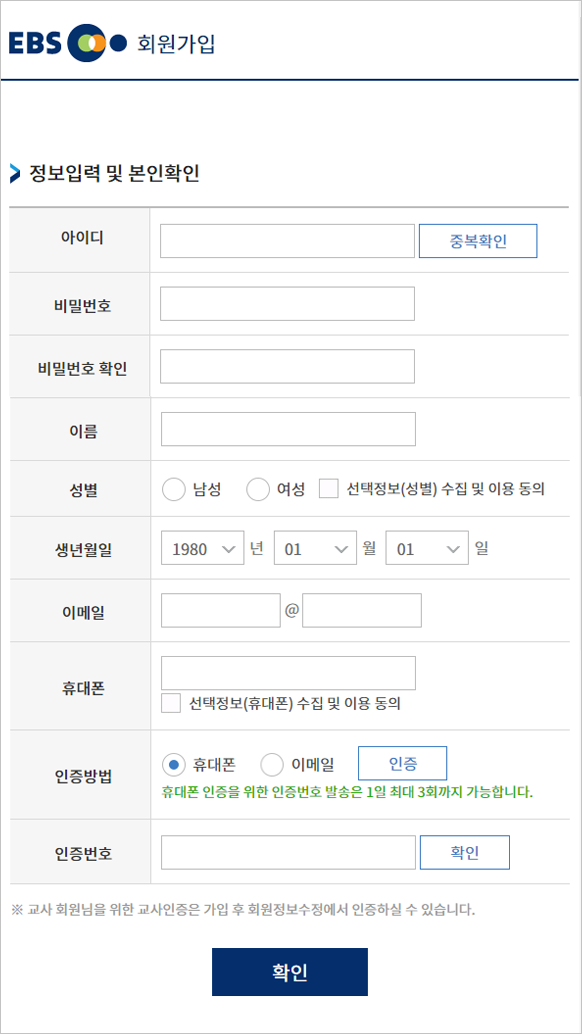 EBS 회원가입
정보입력 및 본인확인
아이디 중복확인
비밀번호
비밀번호 확인
이름
성별 남성 여성 선택정보(성별) 수집 및 이용 동의
생년월일 1980 년 01 월 01 일
이메일 @
휴대폰
선택정보(휴대폰) 수집 및 이용 동의
인증방법 휴대폰 이메일 인증
휴대폰 인증을 위한 인증번호 발송은 1일 최대 3회까지 가능합니다.
인증번호 확인
※ 교사 회원님을 위한 교사인증은 가입 후 회원정보수정에서 인증하실 수 있습니다.
확인